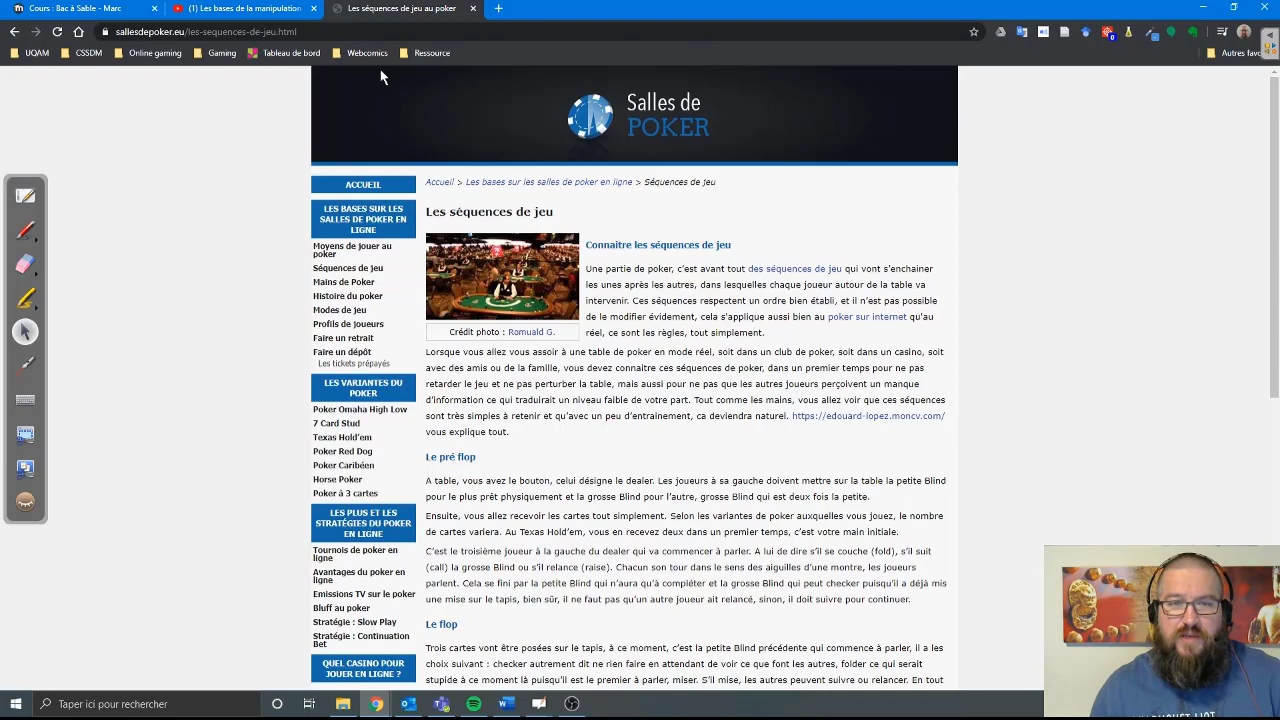 Cours : Bac à Sable - Marc
(1) Les bases de la manipulation
Les séquences de jeu au poker
sallesdepoker.eu/les-sequences-de-jeu.html
UQAM
CSSDM
Online gaming
Gaming
Tableau de bord
Webcomics
Ressource
Autres favo
Salles de
POKER
ACCUEIL
LES BASES SUR LES
SALLES DE POKER EN
LIGNE
Moyens de jouer au
poker
Séquences de jeu
Mains de Poker
Histoire du poker
Modes de jeu
Profils de joueurs
Faire un retrait
Faire un dépôt
Les tickets prépayés
LES VARIANTES DU
POKER
Poker Omaha High Low
7 Card Stud
Texas Hold’em
Poker Red Dog
Poker Caribéen
Horse Poker
Poker à 3 cartes
LES PLUS ET LES
STRATÉGIES DU POKER
EN LIGNE
Tournois de poker en
ligne
Avantages du poker en
ligne
Emissions TV sur le poker
Bluff au poker
Stratégie : Slow Play
Stratégie : Continuation
Bet
QUEL CASINO POUR
JOUER EN LIGNE ?
Accueil > Les bases sur les salles de poker en ligne > Séquences de jeu
Les séquences de jeu
Crédit photo : Romuald G.
Connaitre les séquences de jeu
Une partie de poker, c’est avant tout des séquences de jeu qui vont s’enchainer
les unes après les autres, dans lesquelles chaque joueur autour de la table va
intervenir. Ces séquences respectent un ordre bien établi, et il n’est pas possible
de le modifier évidement, cela s'applique aussi bien au poker sur internet qu'au
réel, ce sont les règles, tout simplement.
Lorsque vous allez vous assoir à une table de poker en mode réel, soit dans un club de poker, soit dans un casino, soit
avec des amis ou de la famille, vous devez connaitre ces séquences de poker, dans un premier temps pour ne pas
retarder le jeu et ne pas perturber la table, mais aussi pour ne pas que les autres joueurs perçoivent un manque
d’information ce qui traduirait un niveau faible de votre part. Tout comme les mains, vous allez voir que ces séquences
sont très simples à retenir et qu’avec un peu d’entrainement, ca deviendra naturel. https://edouard-lopez.moncv.com/
vous explique tout.
Le pré flop
A table, vous avez le bouton, celui désigne le dealer. Les joueurs à sa gauche doivent mettre sur la table la petite Blind
pour le plus prêt physiquement et la grosse Blind pour l’autre, grosse Blind qui est deux fois la petite.
Ensuite, vous allez recevoir les cartes tout simplement. Selon les variantes de poker auxquelles vous jouez, le nombre
de cartes variera. Au Texas Hold’em, vous en recevez deux dans un premier temps, c’est votre main initiale.
C’est le troisième joueur à la gauche du dealer qui va commencer à parler. A lui de dire s’il se couche (fold), s’il suit
(call) la grosse Blind ou s’il relance (raise). Chacun son tour dans le sens des aiguilles d’une montre, les joueurs
parlent. Cela se fini par la petite Blind qui n’aura qu’à compléter et la grosse Blind qui peut checker puisqu’il a déjà mis
une mise sur le tapis, bien sûr, il ne faut pas qu’un autre joueur ait relancé, sinon, il doit suivre pour continuer.
Le flop
Trois cartes vont être posées sur le tapis, à ce moment, c’est la petite Blind précédente qui commence à parler, il a les
choix suivant : checker autrement dit ne rien faire en attendant de voir ce que font les autres, folder ce qui serait
stupide à ce moment là puisqu’il est le premier à parler, miser. S’il mise, les autres peuvent suivre ou relancer. En tout
Taper ici pour rechercher